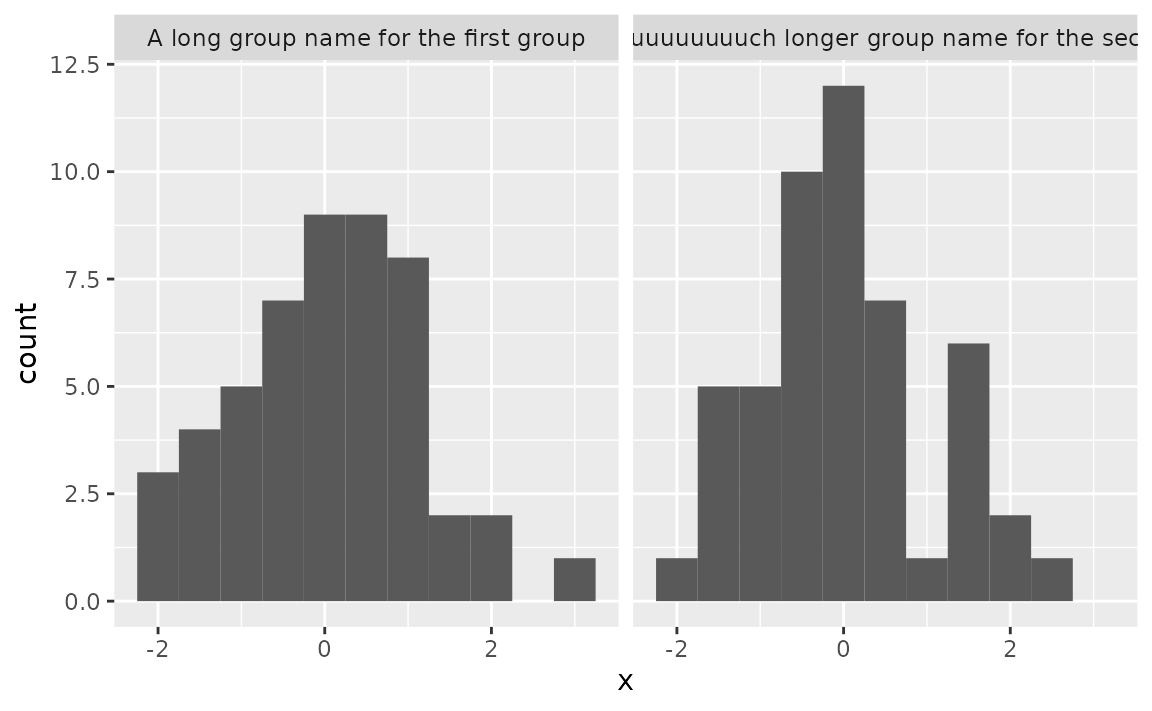 A long group name for the first group
uuuuuuuuch longer group name for the sec
12.5
10.0
7.5
5.0
2.5
0.0
count
-2 0 2
-2 0 2
x